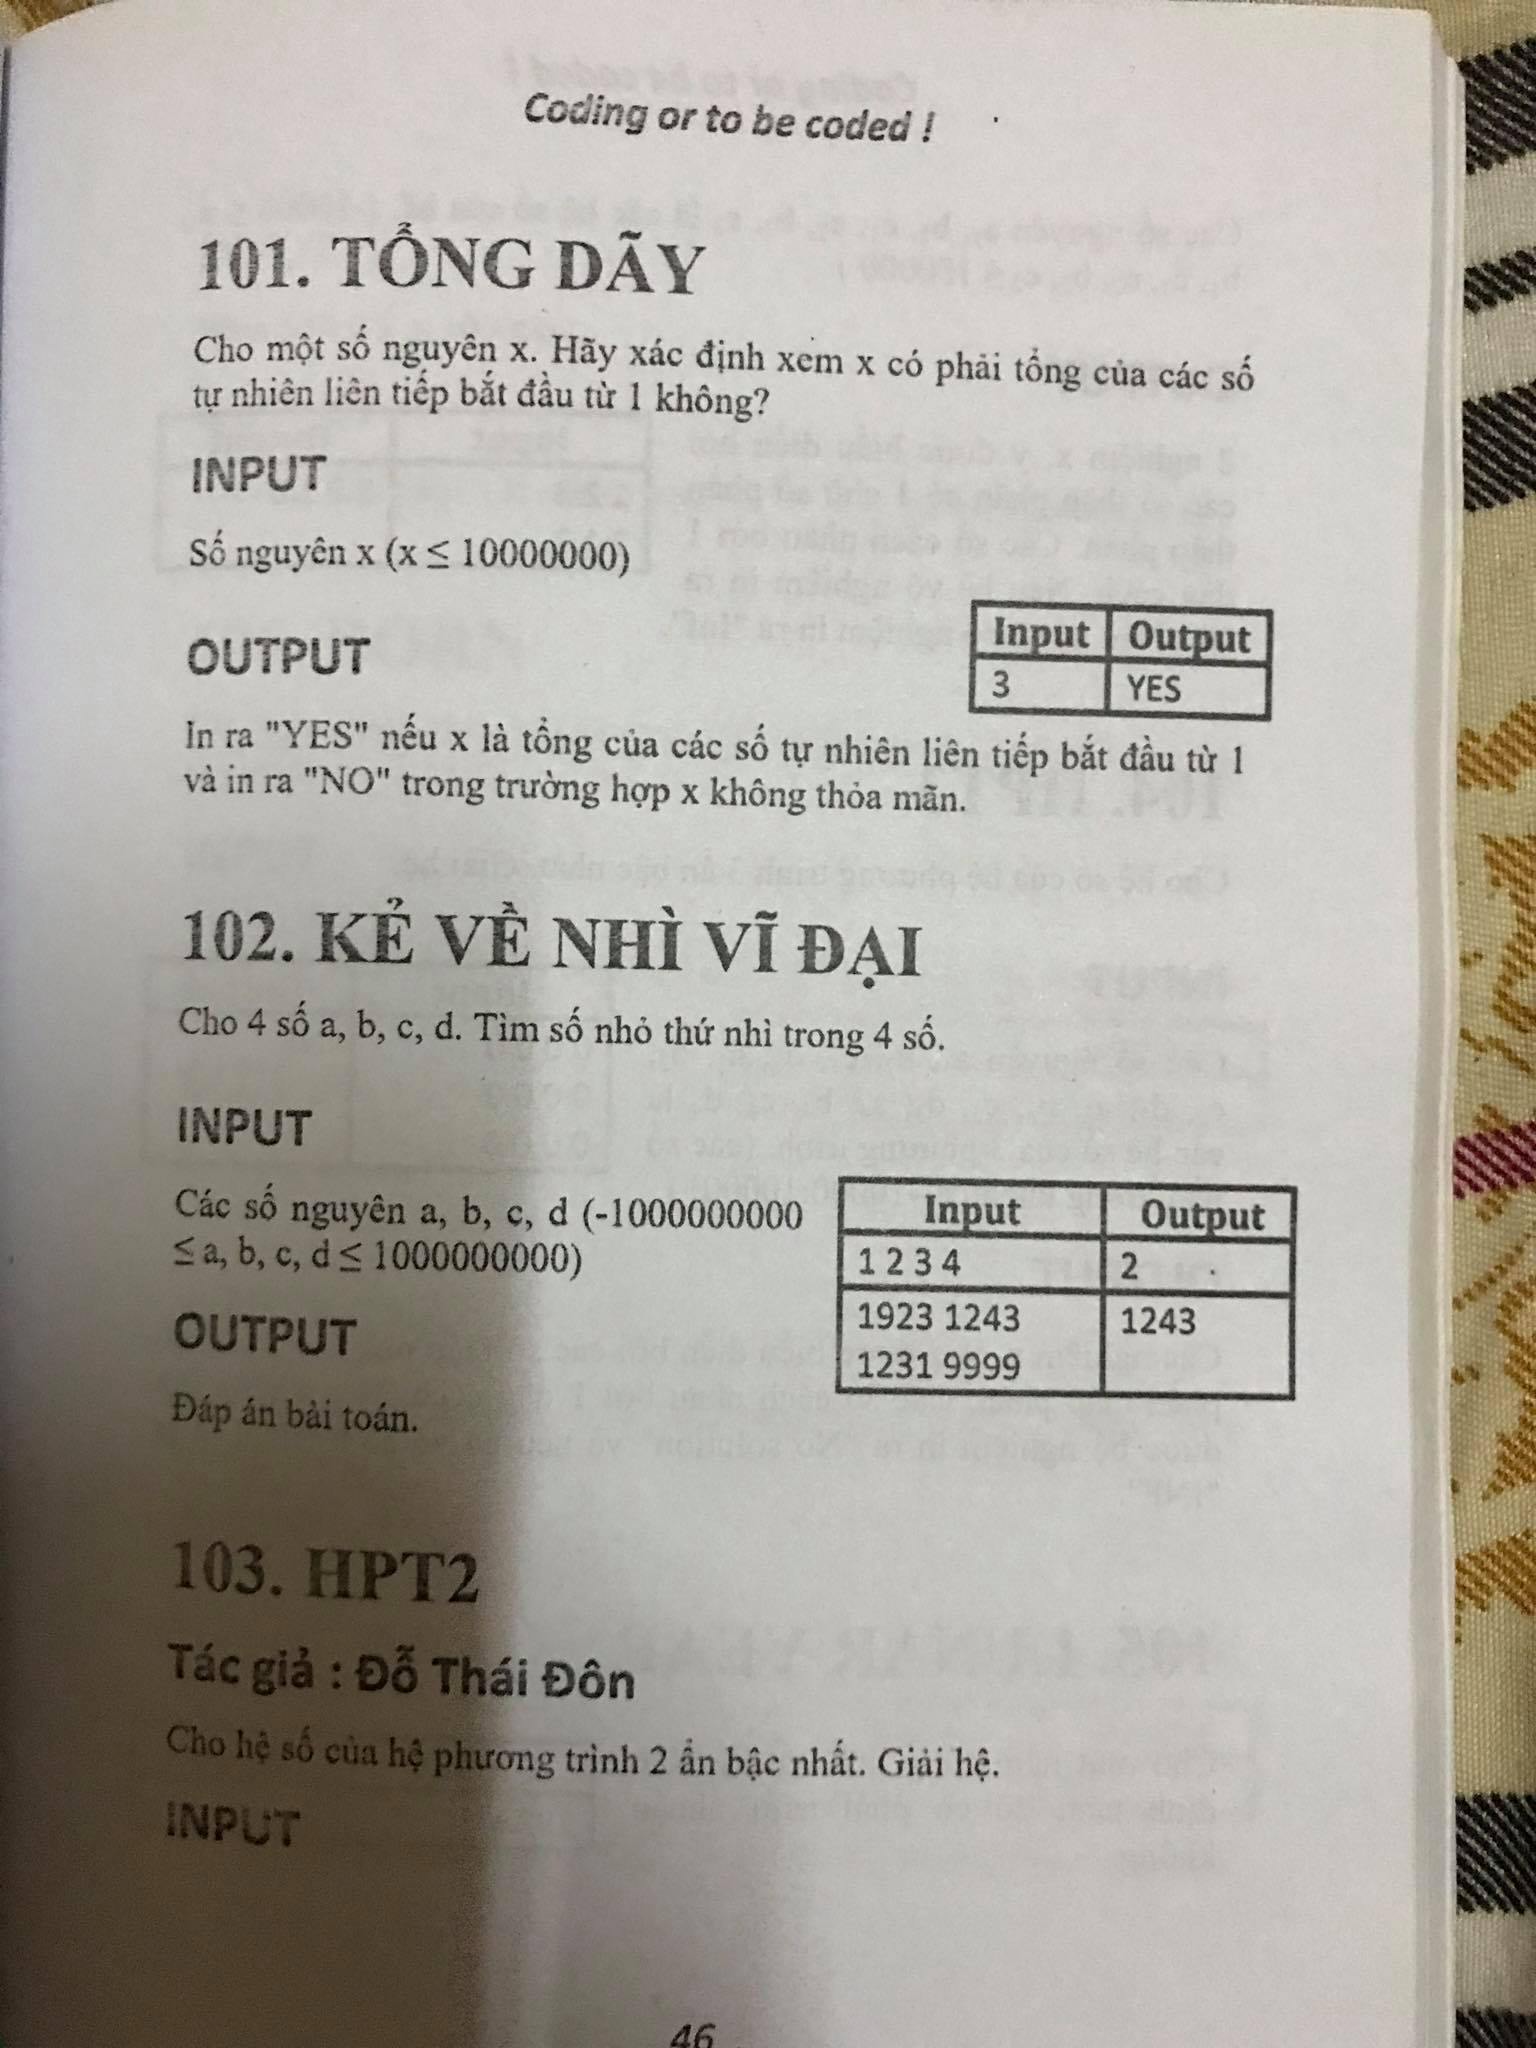 Coding or to be coded !
101. TỔNG DÃY
Cho một số nguyên x. Hãy xác định xem x có phải tổng của các số
tự nhiên liên tiếp bắt đầu từ 1 không?
INPUT
Số nguyên x (x ≤ 10000000)
OUTPUT
Input Output
3 YES
In ra "YES" nếu x là tổng của các số tự nhiên liên tiếp bắt đầu từ 1
và in ra "NO" trong trường hợp x không thỏa mãn.
102. KẺ VỀ NHÌ VĨ ĐẠI
Cho 4 số a, b, c, d. Tìm số nhỏ thứ nhì trong 4 số.
INPUT
Các số nguyên a, b, c, d (-1000000000
≤ a, b, c, d ≤ 1000000000)
Input Output
1 2 3 4 2
1923 1243 1243
1231 9999
OUTPUT
Đáp án bài toán.
103. HPT2
Tác giả : Đỗ Thái Đôn
Cho hệ số của hệ phương trình 2 ẩn bậc nhất. Giải hệ.
INPUT
46